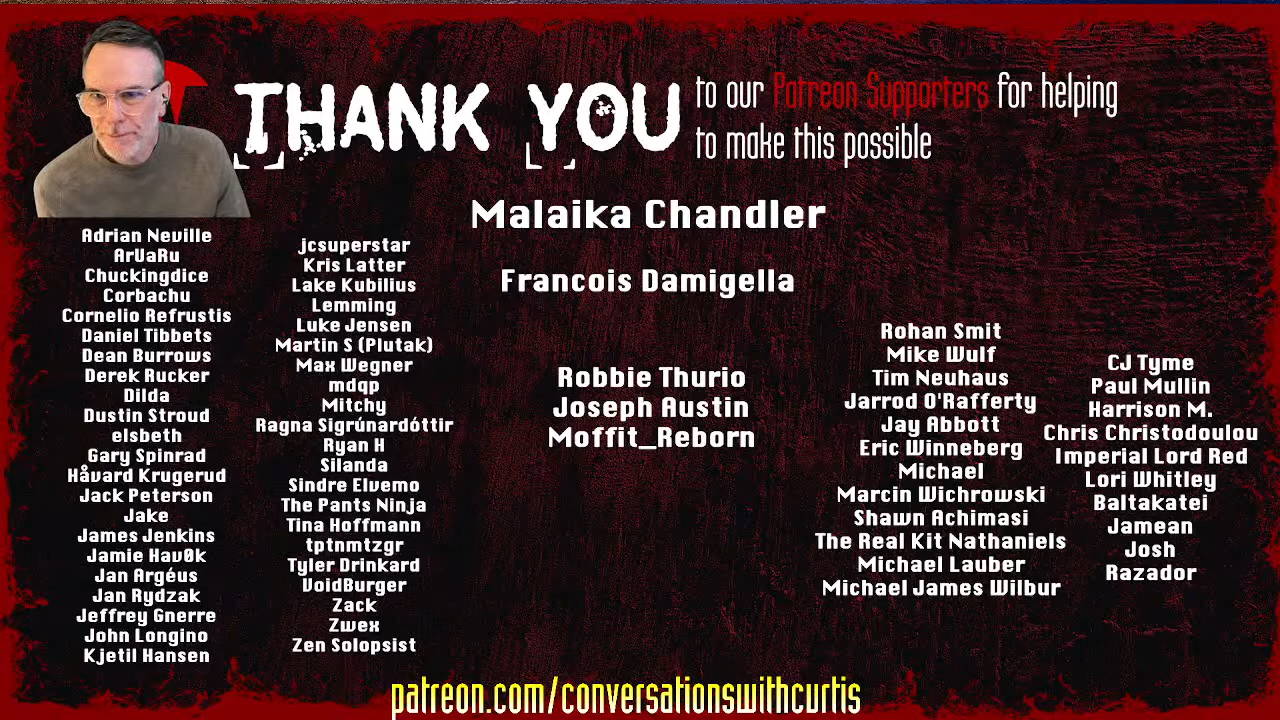 THANK YOU
to our Patreon Supporters for helping
to make this possible
Malaika Chandler
Francois Damigella
Robbie Thurio
Joseph Austin
Moffit_Reborn
Adrian Neville
ArUaRu
Chuckingdice
Corbachu
Cornelio Refrustis
Daniel Tibbets
Dean Burrows
Derek Rucker
Dilda
Dustin Stroud
elsbeth
Gary Spinrad
Håvard Krugerud
Jack Peterson
Jake
James Jenkins
Jamie Hav0k
Jan Argéus
Jan Rydzak
Jeffrey Gnerre
John Longino
Kjetil Hansen
jcsuperstar
Kris Latter
Lake Kubilius
Lemming
Luke Jensen
Martin S (Plutak)
Max Wegner
mdqp
Mitchy
Ragna Sigrúnardóttir
Ryan H
Silanda
Sindre Elvemo
The Pants Ninja
Tina Hoffmann
tptnmtzgr
Tyler Drinkard
VoidBurger
Zack
Zwex
Zen Solopsist
Rohan Smit
Mike Wulf
Tim Neuhaus
Jarrod O'Rafferty
Jay Abbott
Eric Winneberg
Michael
Marcin Wichrowski
Shawn Achimasi
The Real Kit Nathaniels
Michael Lauber
Michael James Wilbur
CJ Tyme
Paul Mullin
Harrison M.
Chris Christodoulou
Imperial Lord Red
Lori Whitley
Baltakatei
Jamean
Josh
Razador
patreon.com/conversationswithcurtis